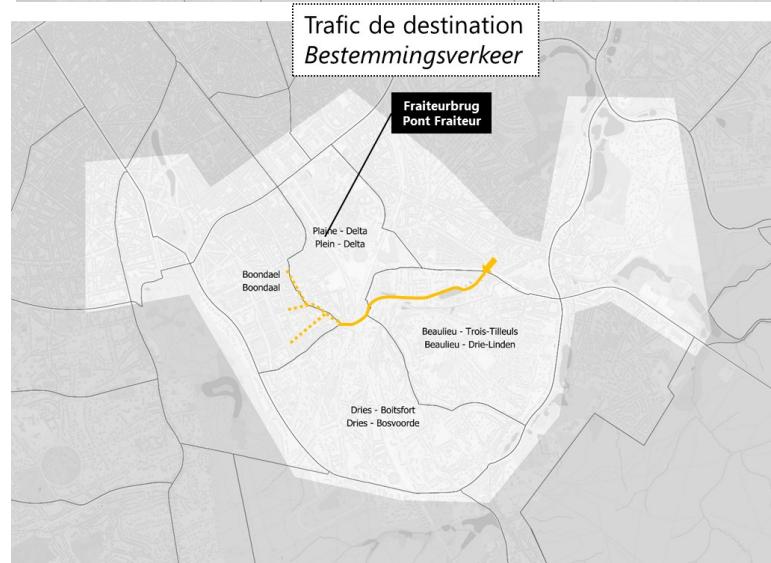 Trafic de destination
Bestemmingsverkeer
Fraiteurbrug
Pont Fraiteur
Plaine - Delta
Plein - Delta
Boondael
Boondaal
Beaulieu - Trois-Tilleuls
Beaulieu - Drie-Linden
Dries - Boitsfort
Dries - Bosvoorde